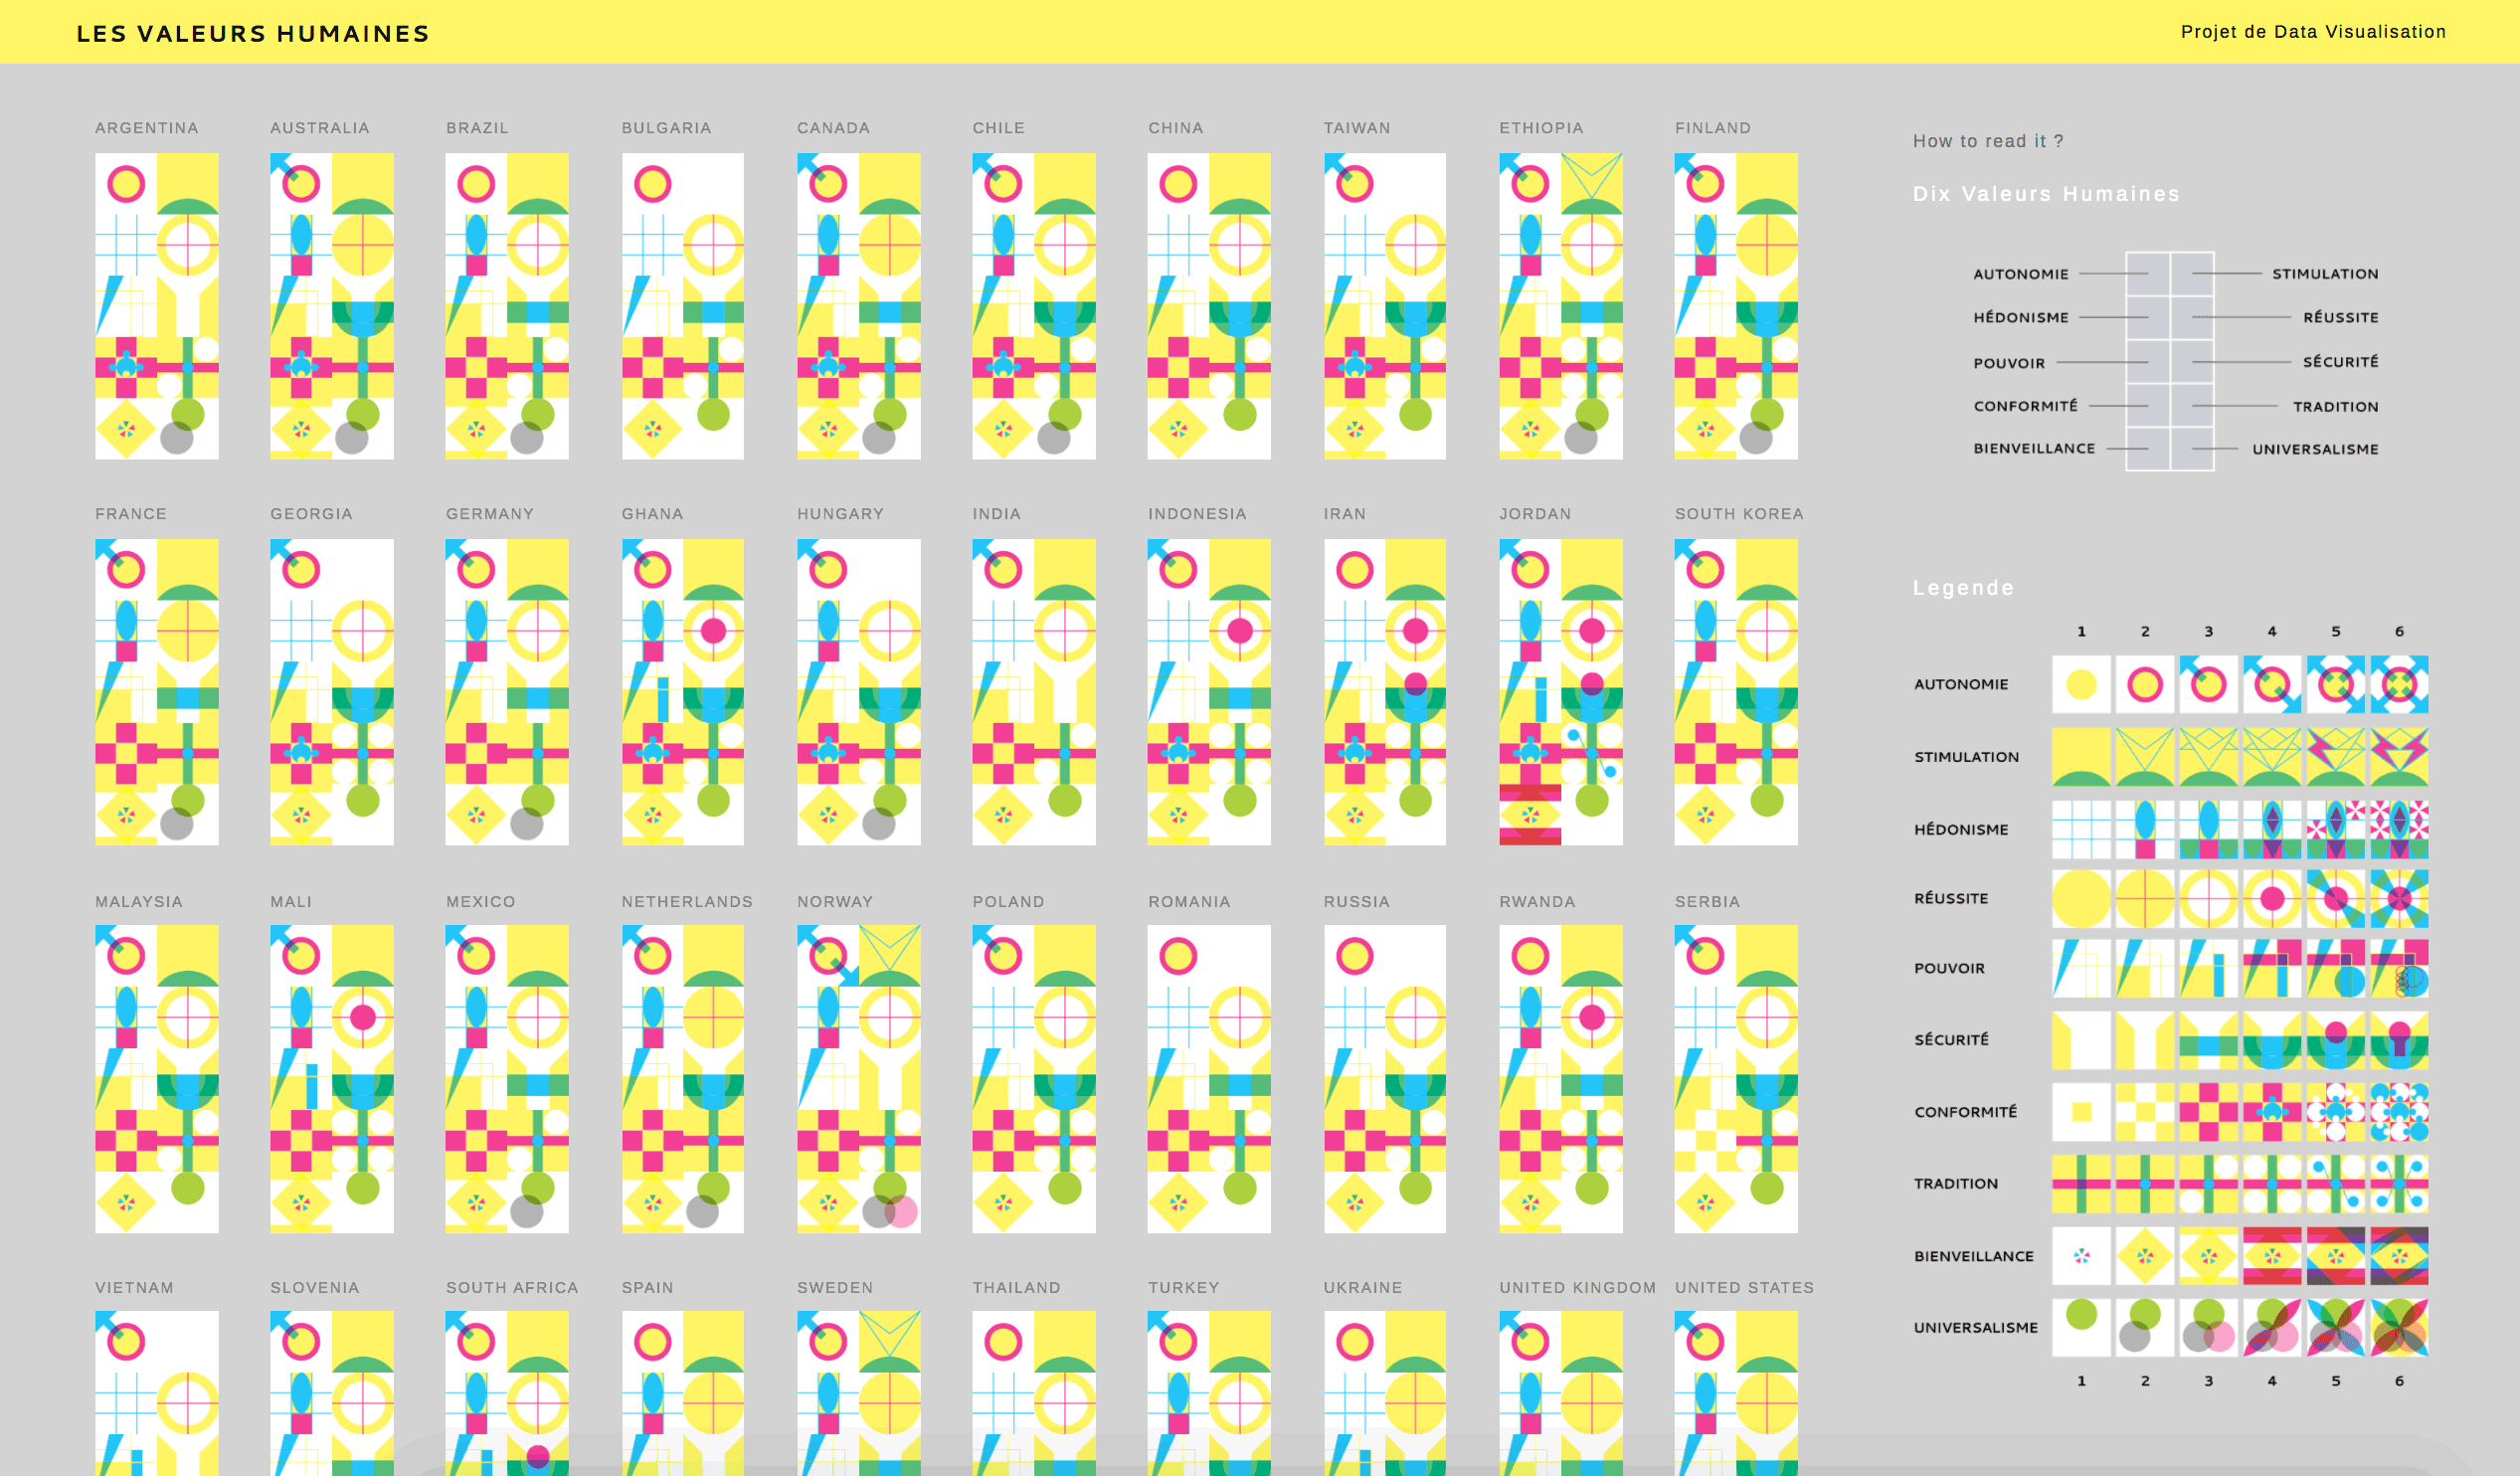 LES VALEURS HUMAINES
Projet de Data Visualisation
ARGENTINA AUSTRALIA BRAZIL BULGARIA CANADA CHILE CHINA TAIWAN ETHIOPIA FINLAND
How to read it ?
Dix Valeurs Humaines
AUTONOMIE STIMULATION
HÉDONISME RÉUSSITE
POUVOIR SÉCURITÉ
CONFORMITÉ TRADITION
BIENVEILLANCE UNIVERSALISME
FRANCE GEORGIA GERMANY GHANA HUNGARY INDIA INDONESIA IRAN JORDAN SOUTH KOREA
Legende
1 2 3 4 5 6
AUTONOMIE
STIMULATION
HÉDONISME
RÉUSSITE
POUVOIR
SÉCURITÉ
CONFORMITÉ
TRADITION
BIENVEILLANCE
UNIVERSALISME
1 2 3 4 5 6
MALAYSIA MALI MEXICO NETHERLANDS NORWAY POLAND ROMANIA RUSSIA RWANDA SERBIA
VIETNAM SLOVENIA SOUTH AFRICA SPAIN SWEDEN THAILAND TURKEY UKRAINE UNITED KINGDOM UNITED STATES